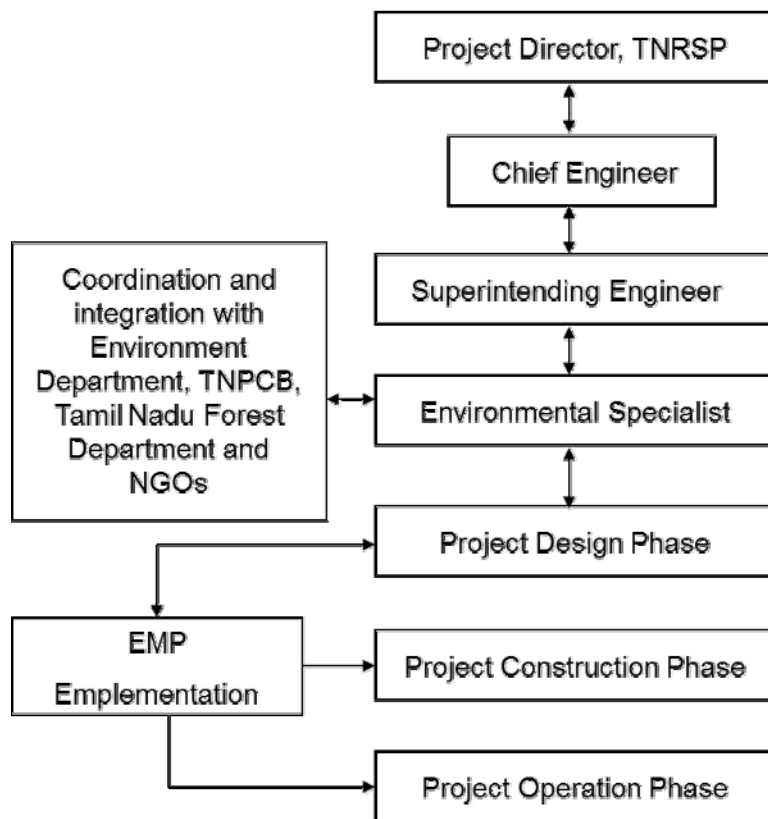 Project Director, TNRSP
Chief Engineer
Superintending Engineer
Coordination and
integration with
Environment
Department, TNPCB,
Tamil Nadu Forest
Department and
NGOs
Environmental Specialist
Project Design Phase
EMP
Emplementation
Project Construction Phase
Project Operation Phase